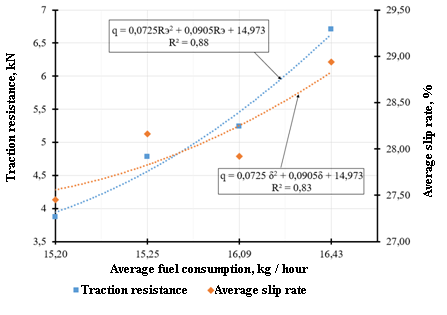 7
29,50
q = 0,0725Rэ² + 0,0905Rэ + 14,973
R² = 0,88
6,5
29,00
6
28,50
5,5
5
28,00
4,5
q = 0,0725 δ² + 0,0905δ + 14,973
R² = 0,83
27,50
4
3,5
27,00
15,20
15,25
16,09
16,43
Traction resistance, kN
Average slip rate, %
Average fuel consumption, kg / hour
Traction resistance
Average slip rate